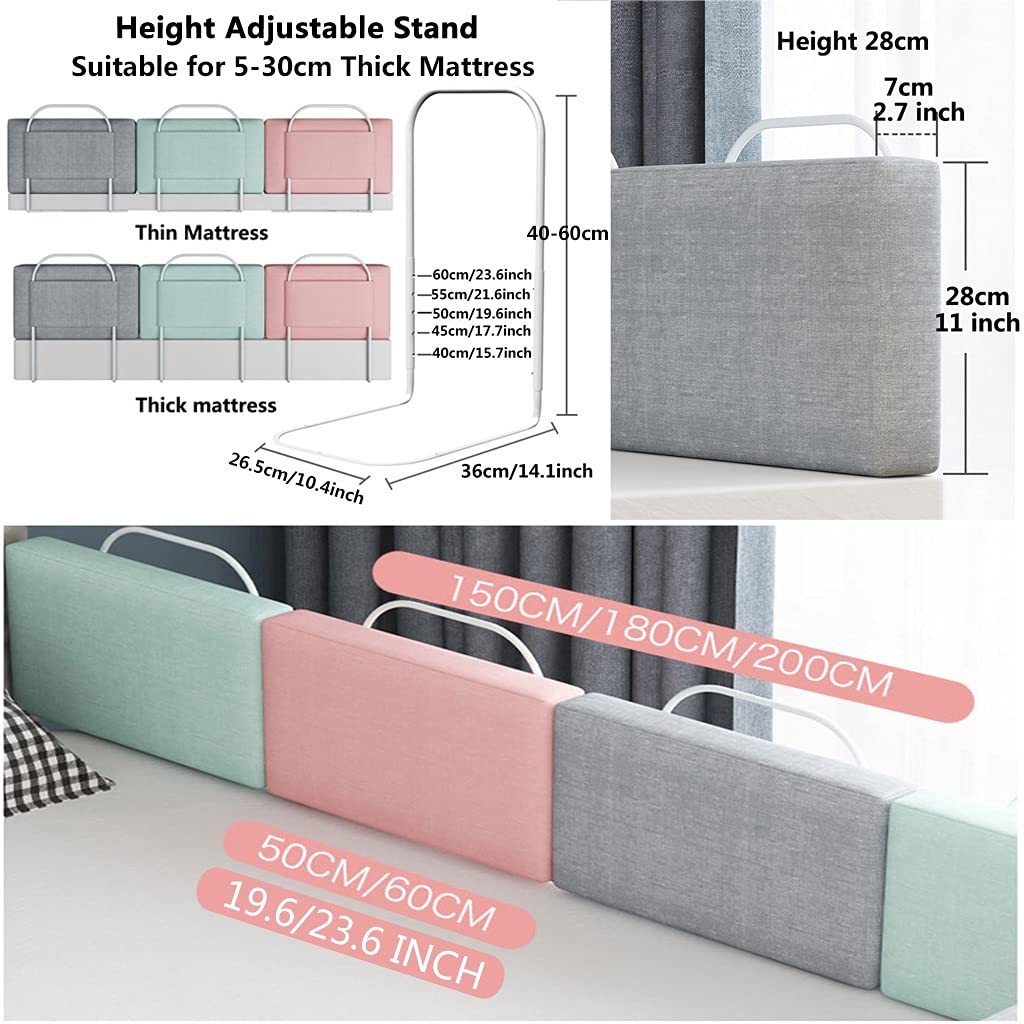 Height Adjustable Stand
Suitable for 5-30cm Thick Mattress
Thin Mattress
Thick mattress
40-60cm
60cm/23.6inch
55cm/21.6inch
50cm/19.6inch
45cm/17.7inch
40cm/15.7inch
26.5cm/10.4inch
36cm/14.1inch
Height 28cm
7cm
2.7 inch
28cm
11 inch
150CM/180CM/200CM
50CM/60CM
19.6/23.6 INCH